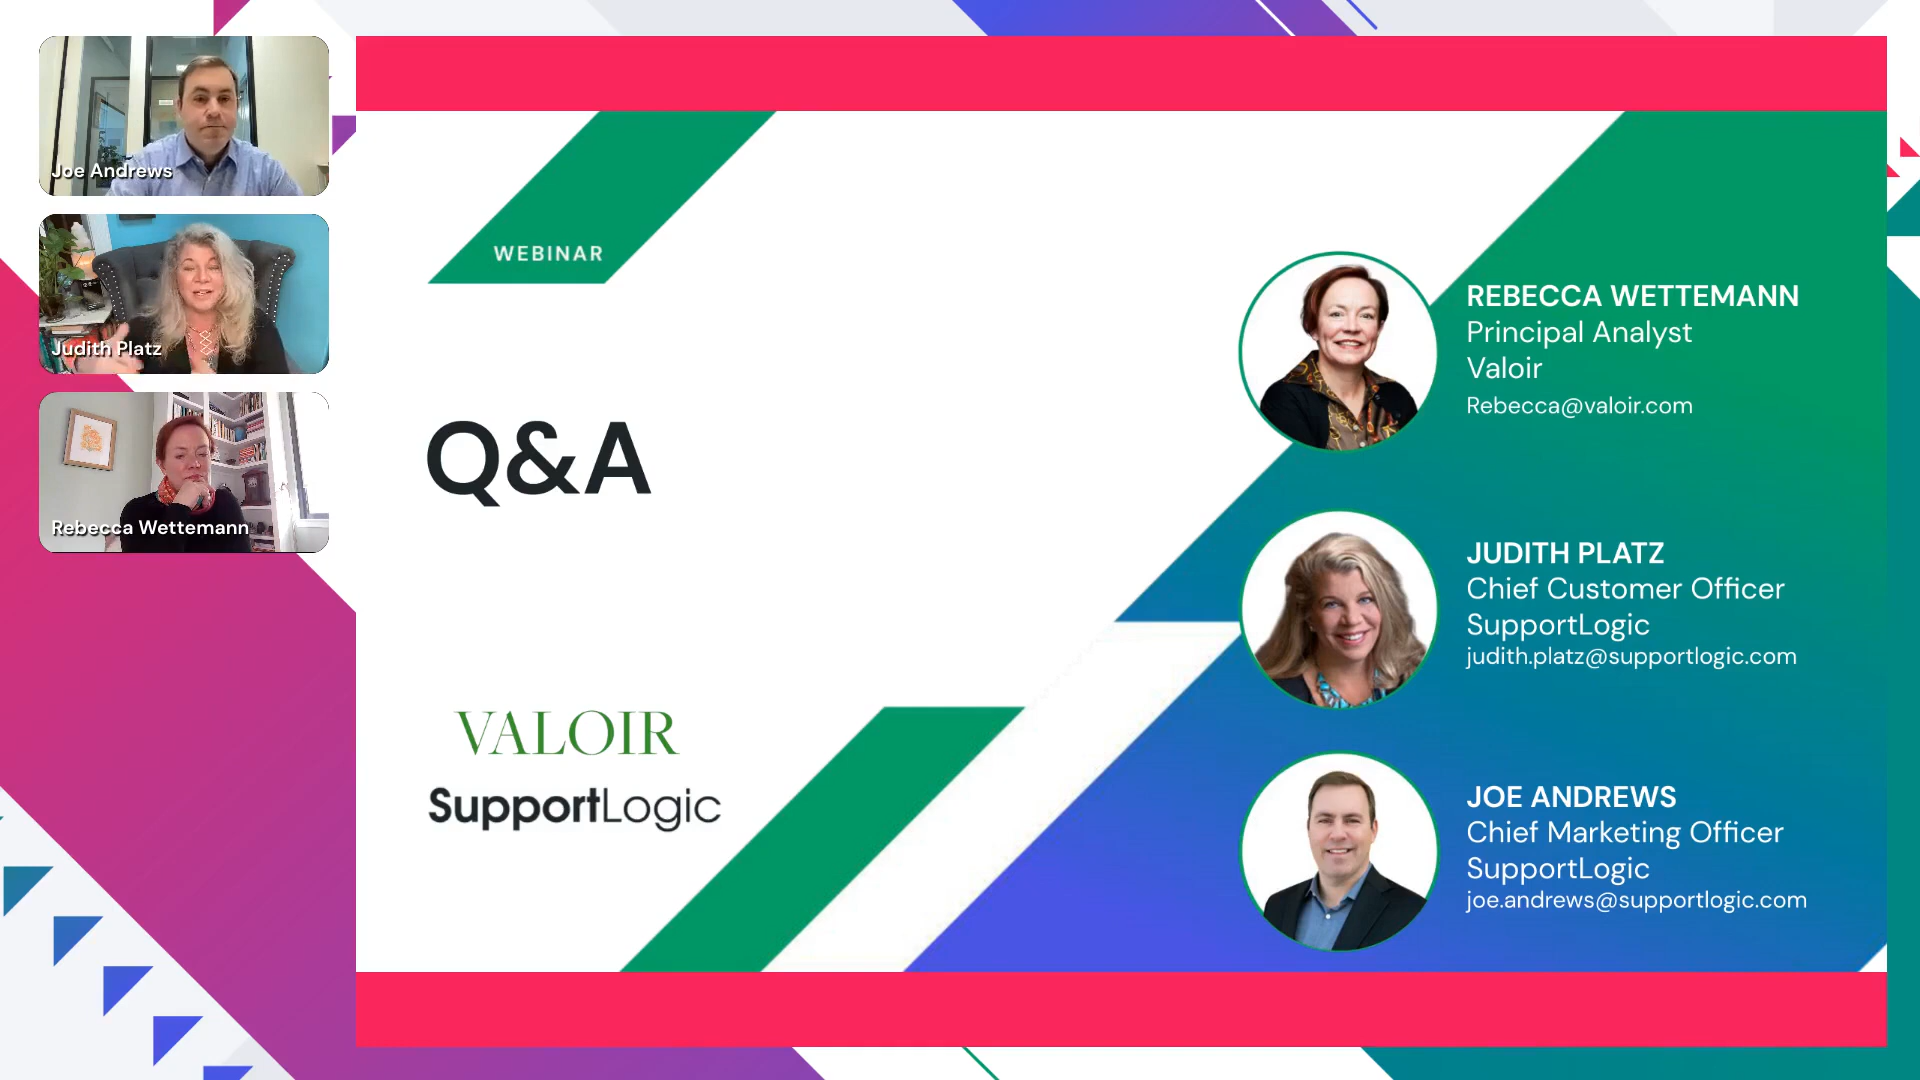 Joe Andrews
Judith Platz
Rebecca Wettemann
WEBINAR
Q&A
VALOIR
SupportLogic
REBECCA WETTEMANN
Principal Analyst
Valoir
Rebecca@valoir.com
JUDITH PLATZ
Chief Customer Officer
SupportLogic
judith.platz@supportlogic.com
JOE ANDREWS
Chief Marketing Officer
SupportLogic
joe.andrews@supportlogic.com